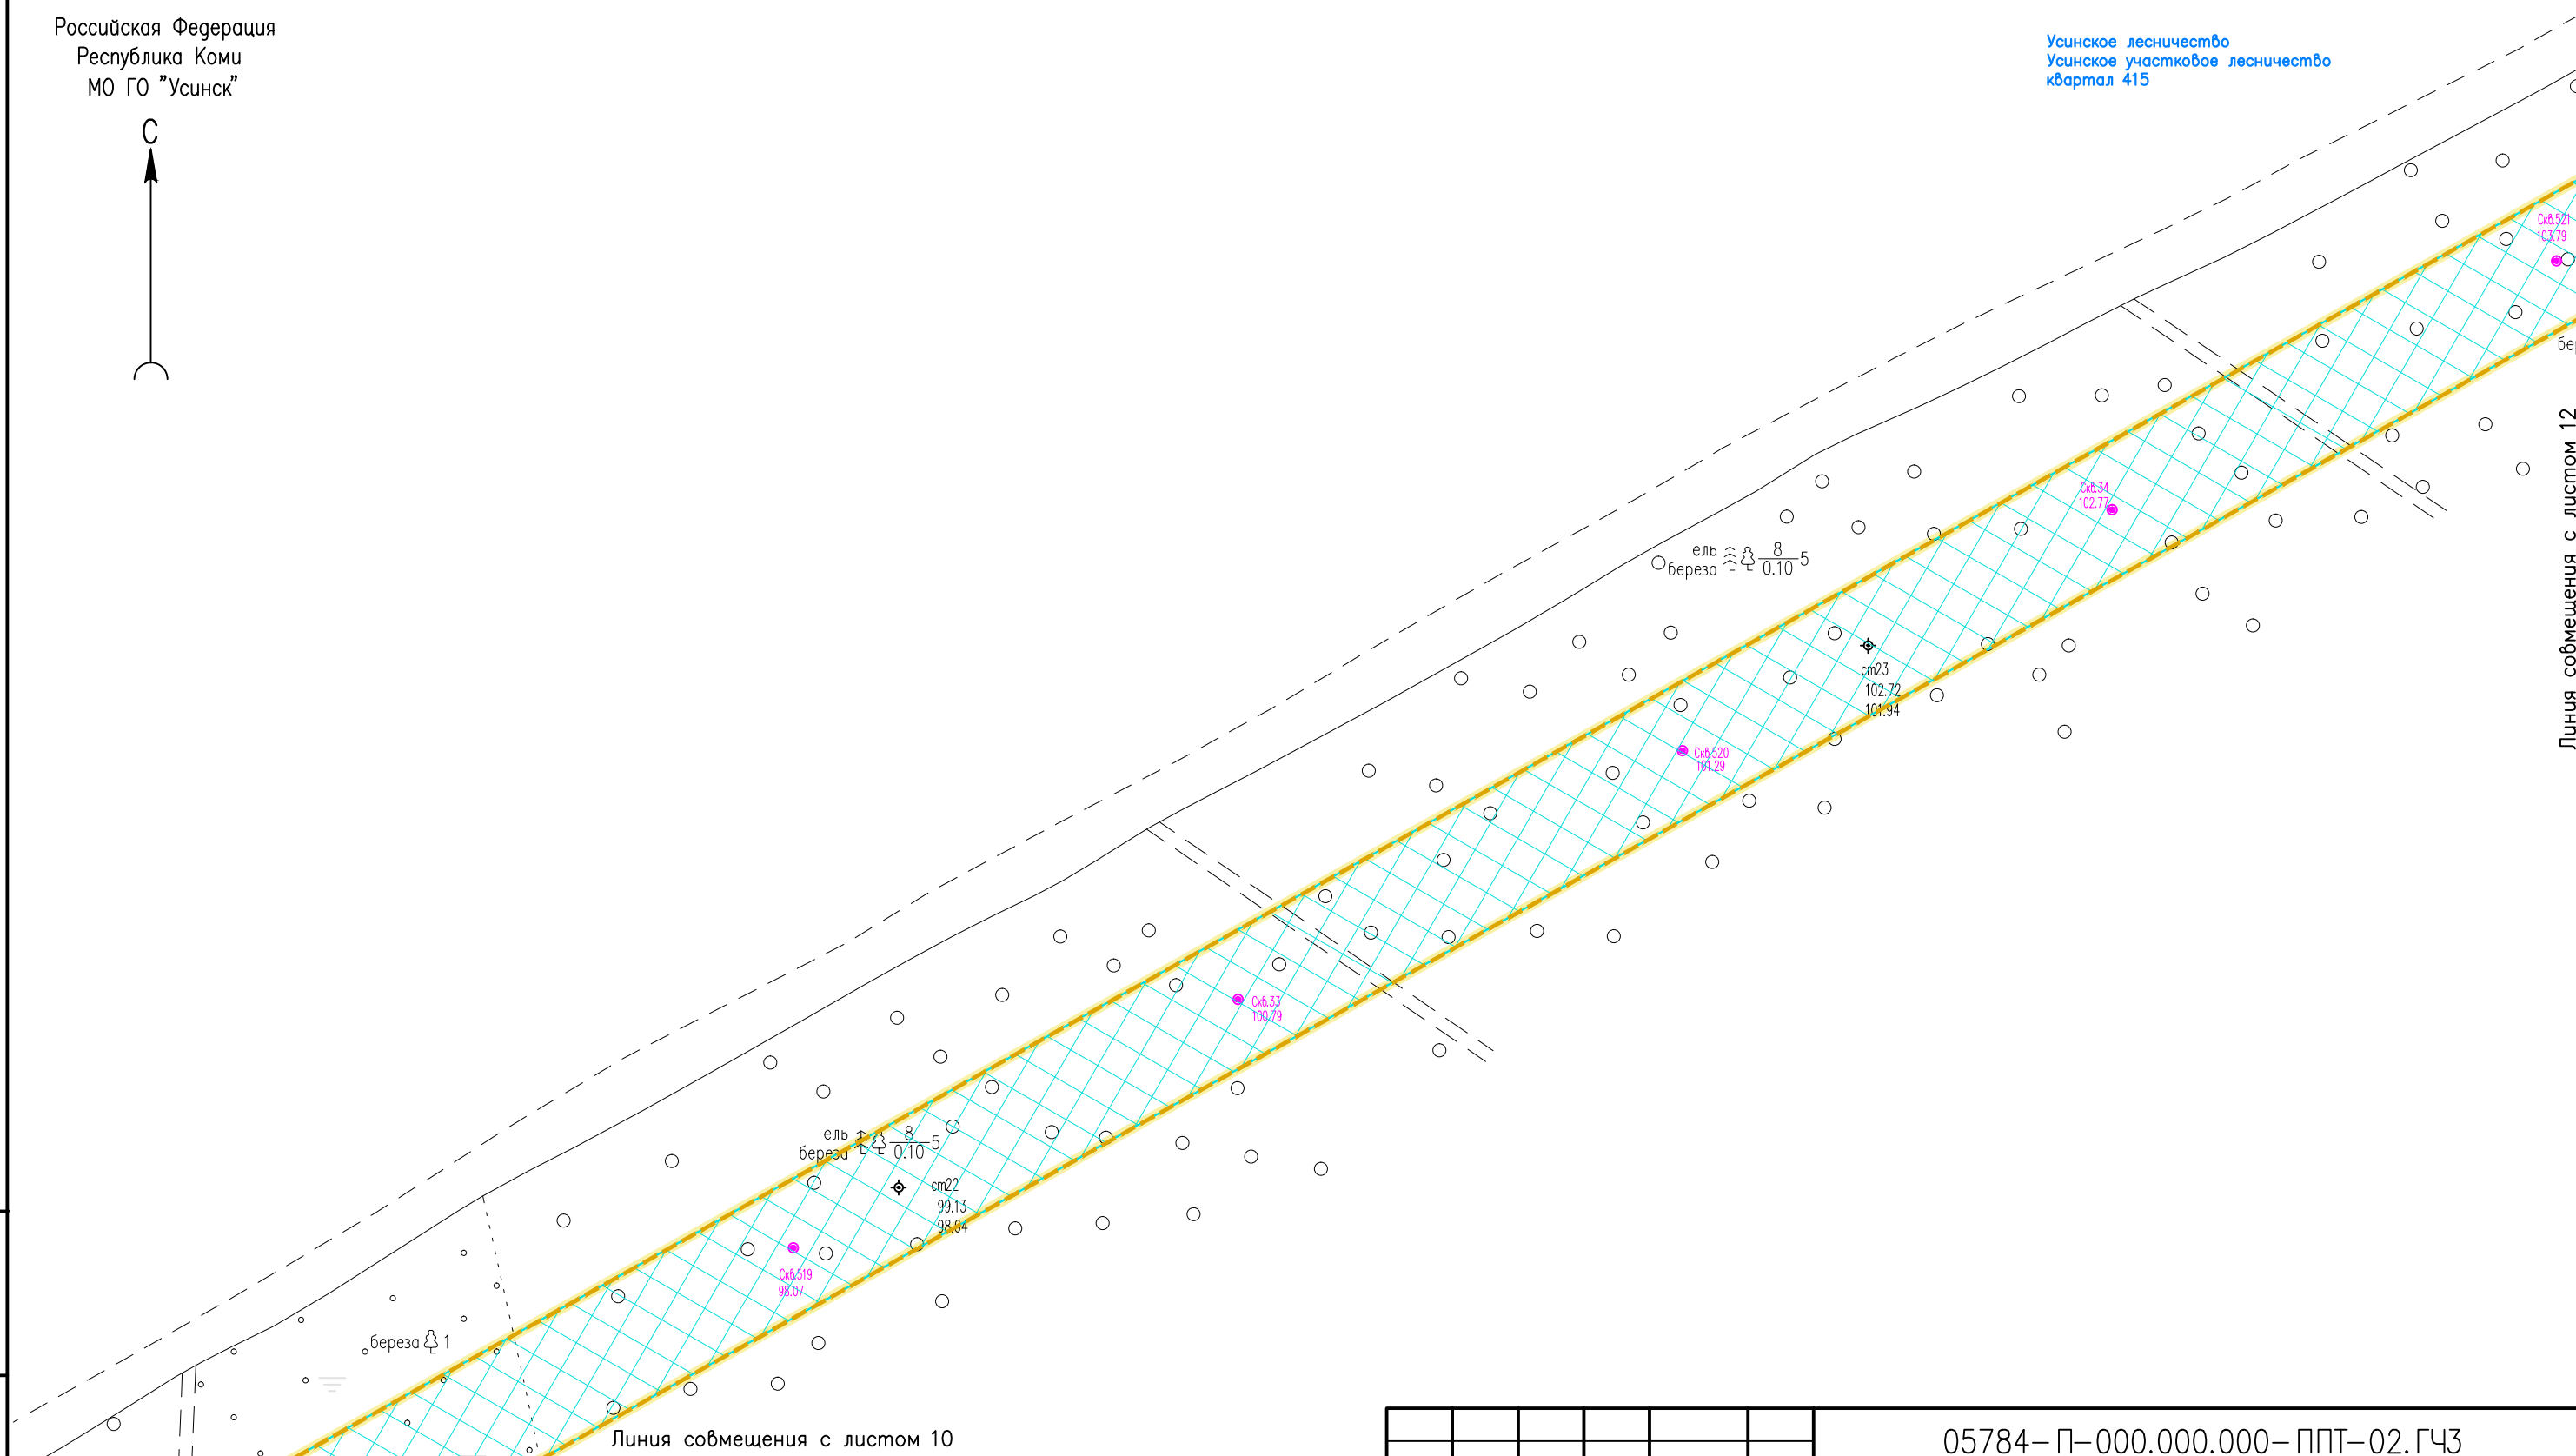 Российская Федерация
Республика Коми
МО ГО "Усинск"
С
Усинское лесничество
Усинское участковое лесничество
квартал 415
Скв.521
103.79
Линия совмещения с листом 12
Скв.34
102.77
ель 8 5
береза 0.10
ст23
102.72
101.94
Скв.520
101.29
Скв.33
100.79
ель 8 5
береза 0.10
ст22
99.13
98.64
Скв.519
береза 1
Линия совмещения с листом 10
05784-П-000.000.000-ППТ-02.ГЧ3